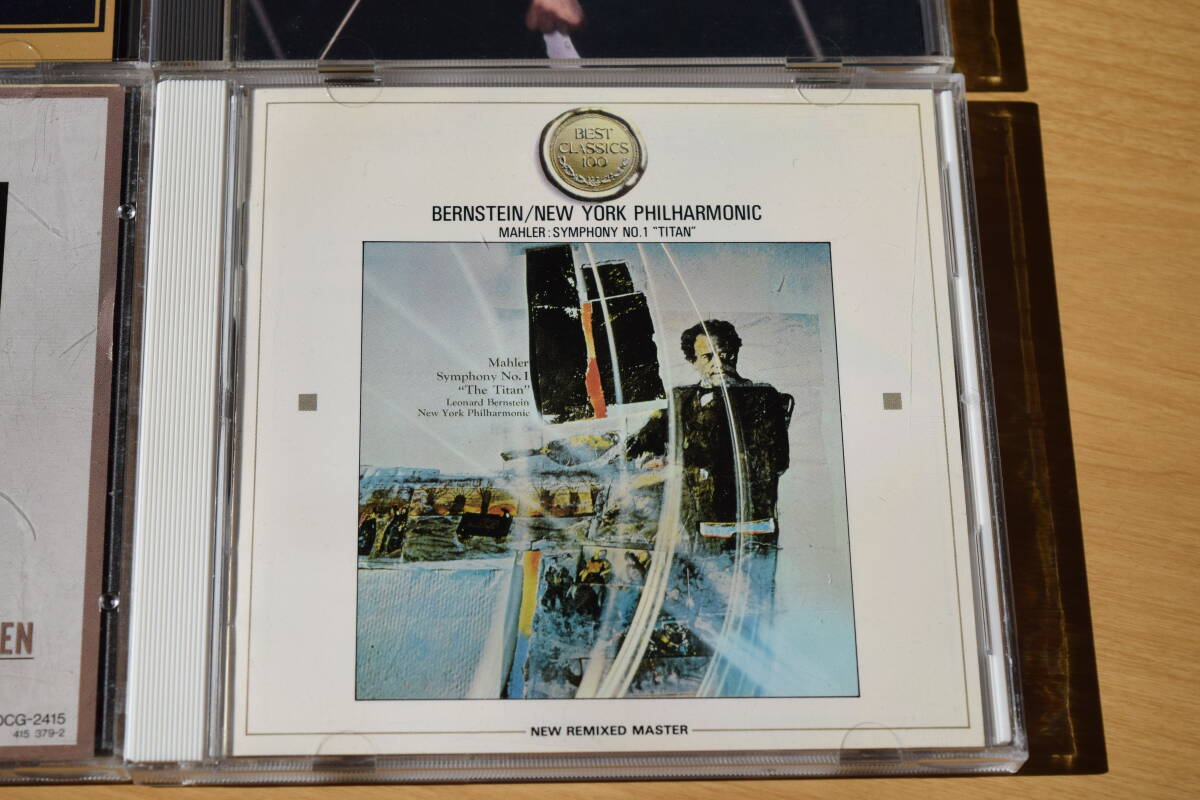 BEST
CLASSICS
100
BERNSTEIN/NEW YORK PHILHARMONIC
MAHLER: SYMPHONY NO.1 "TITAN"
Mahler
Symphony No.1
"The Titan"
Leonard Bernstein
New York Philharmonic
NEW REMIXED MASTER
EN
OCG-2415
415 379-2